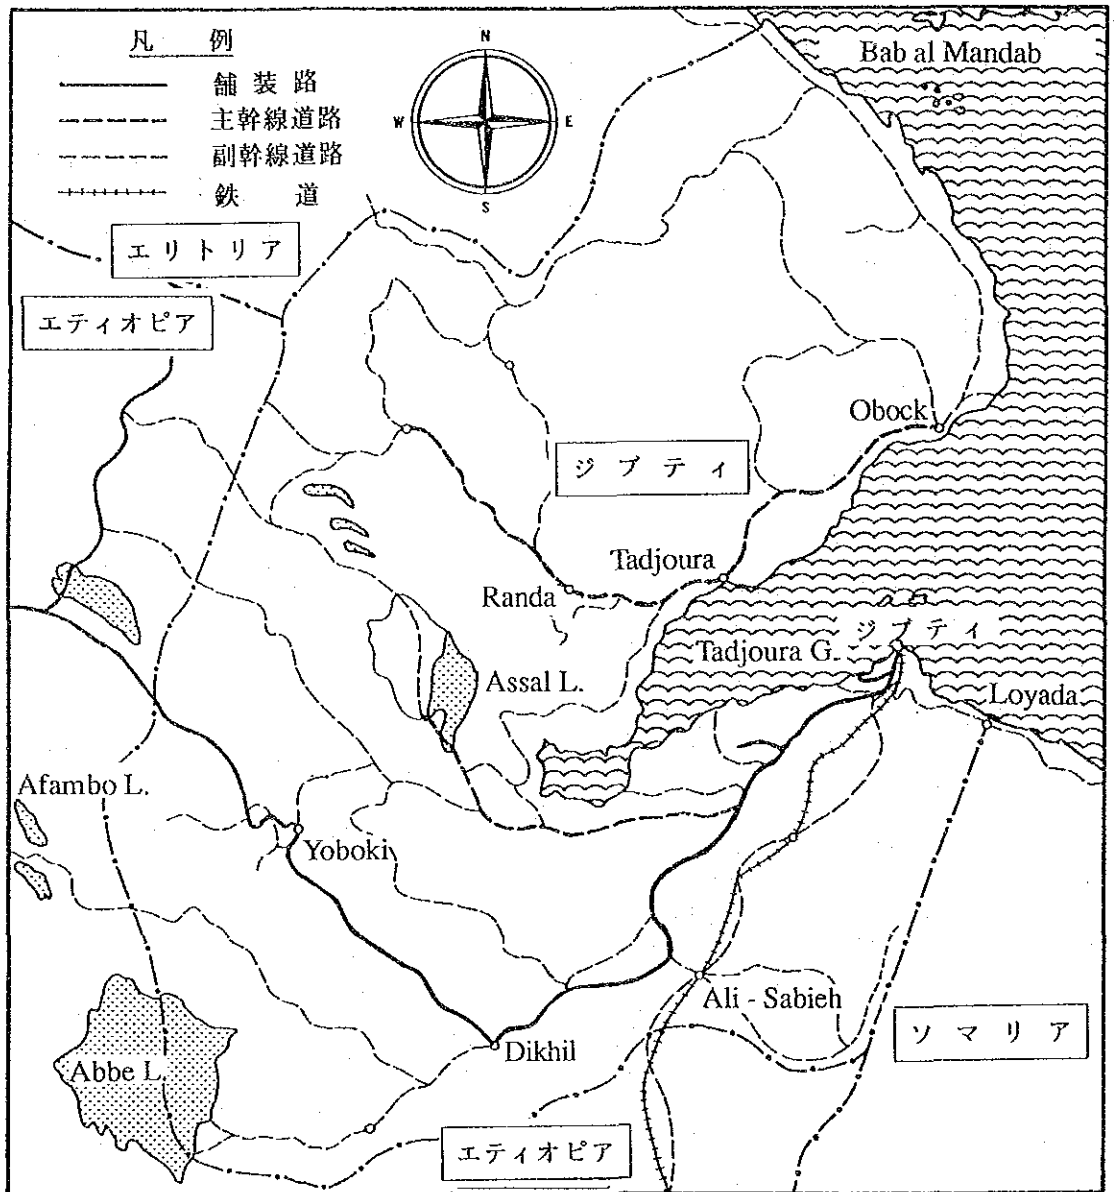 凡 例
舗装路
主幹線道路
副幹線道路
鉄 道
N
W
E
S
Bab al Mandab
エリトリア
エティオピア
Obock
ジブティ
Tadjoura
Randa
ジブティ
Tadjoura G.
Assal L.
Loyada
Afambo L.
Yoboki
Ali - Sabieh
ソマリア
Dikhil
Abbe L.
エティオピア